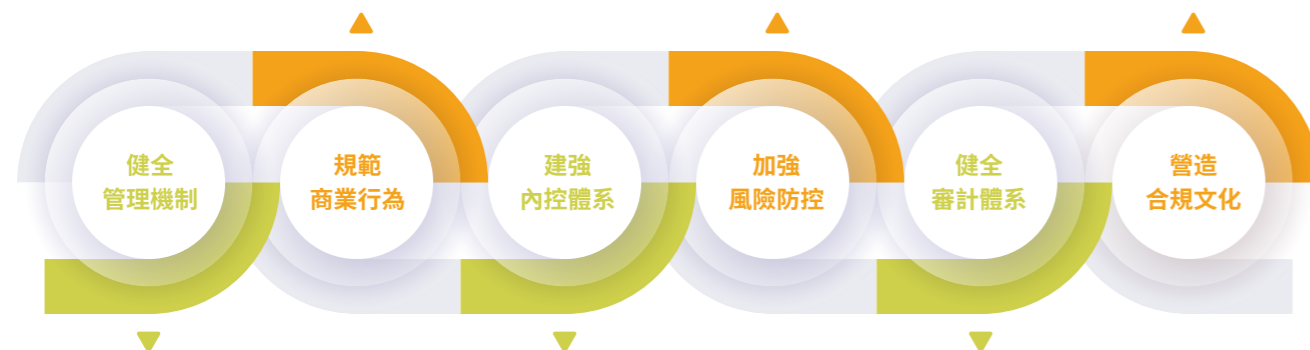 健全
管理機制
規範
商業行為
建強
內控體系
加強
風險防控
健全
審計體系
營造
合規文化